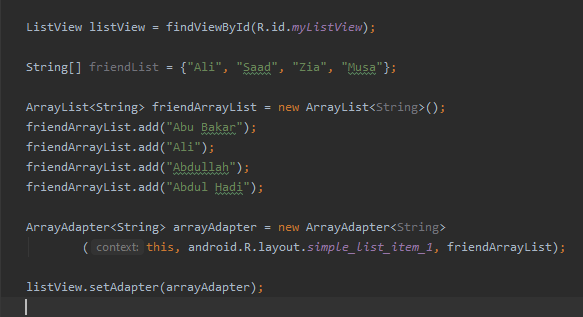 ListView listView = findViewById(R.id.myListView);
String[] friendList = {"Ali", "Saad", "Zia", "Musa"};
ArrayList<String> friendArrayList = new ArrayList<String>();
friendArrayList.add("Abu Bakar");
friendArrayList.add("Ali");
friendArrayList.add("Abdullah");
friendArrayList.add("Abdul Hadi");
ArrayAdapter<String> arrayAdapter = new ArrayAdapter<String>
( context: this, android.R.layout.simple_list_item_1, friendArrayList);
listView.setAdapter(arrayAdapter);